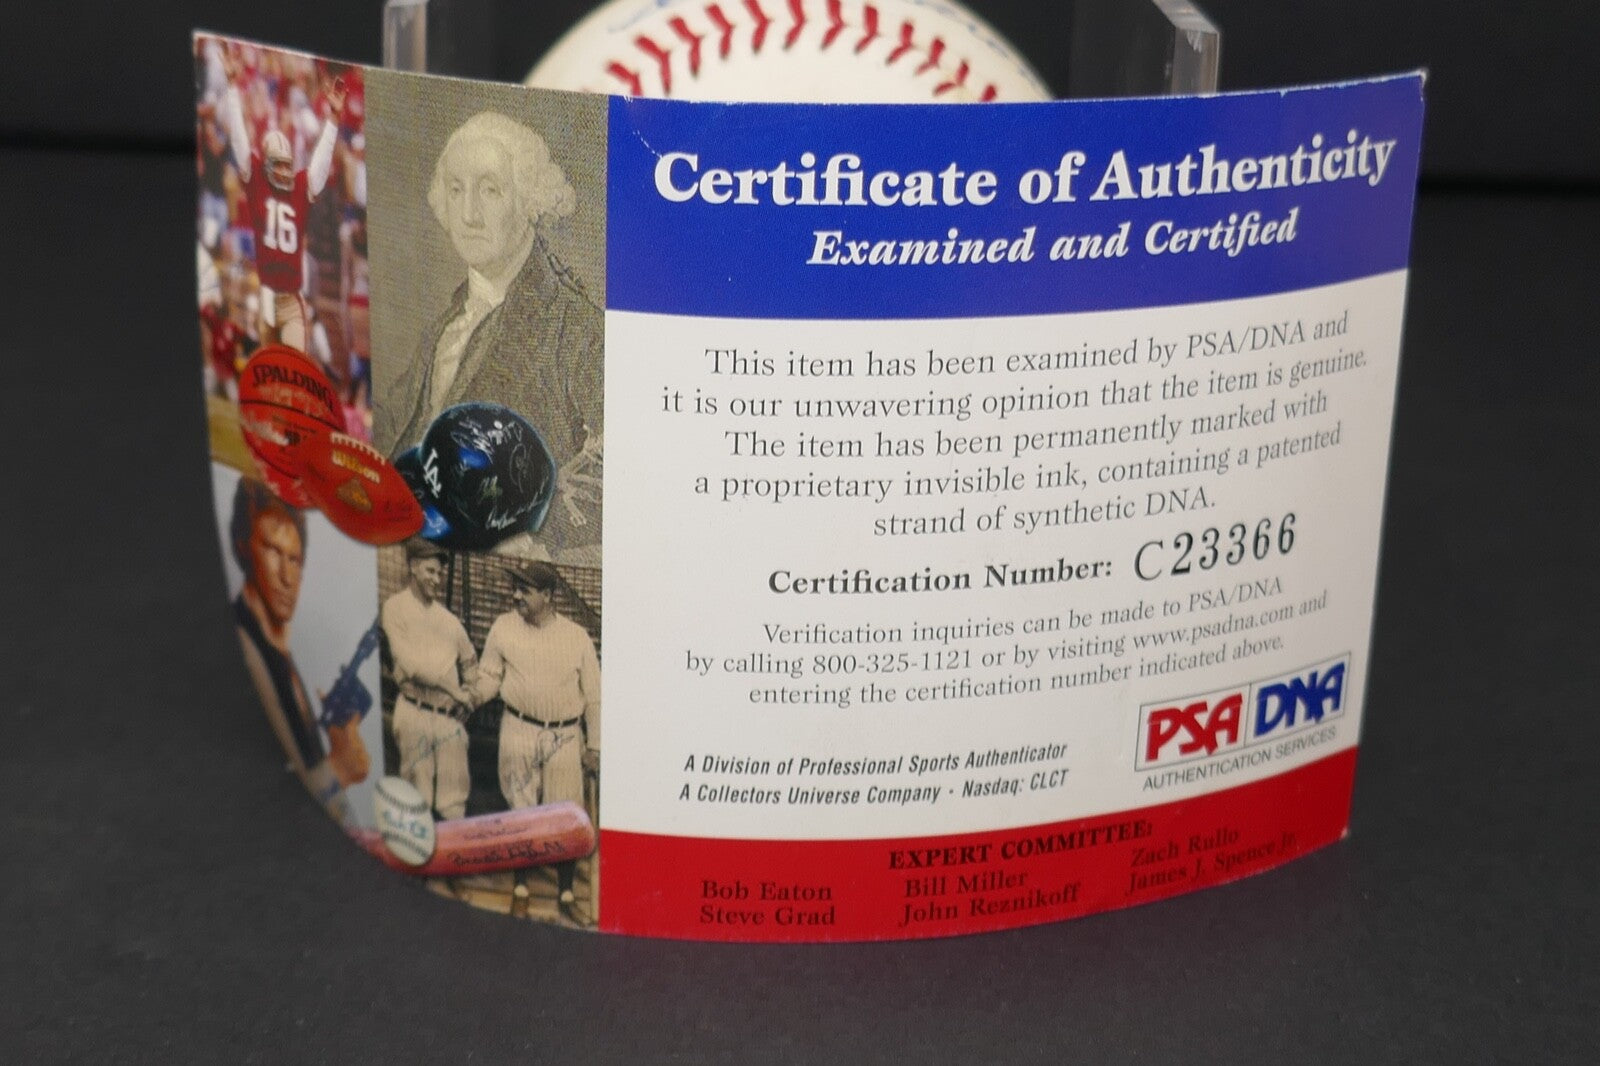 Certificate of Authenticity
Examined and Certified
This item has been examined by PSA/DNA and
it is our unwavering opinion that the item is genuine.
The item has been permanently marked with
a proprietary invisible ink, containing a patented
strand of synthetic DNA.
Certification Number: C23366
Verification inquiries can be made to PSA/DNA
by calling 800-325-1121 or by visiting www.psadna.com and
entering the certification number indicated above.
A Division of Professional Sports Authenticator
A Collectors Universe Company · Nasdaq: CLCT
PSA DNA
AUTHENTICATION SERVICES
EXPERT COMMITTEE:
Bob Eaton Bill Miller Zach Rullo
Steve Grad John Reznikoff James J. Spence Jr.
16
SPALDING
Wilson
LA